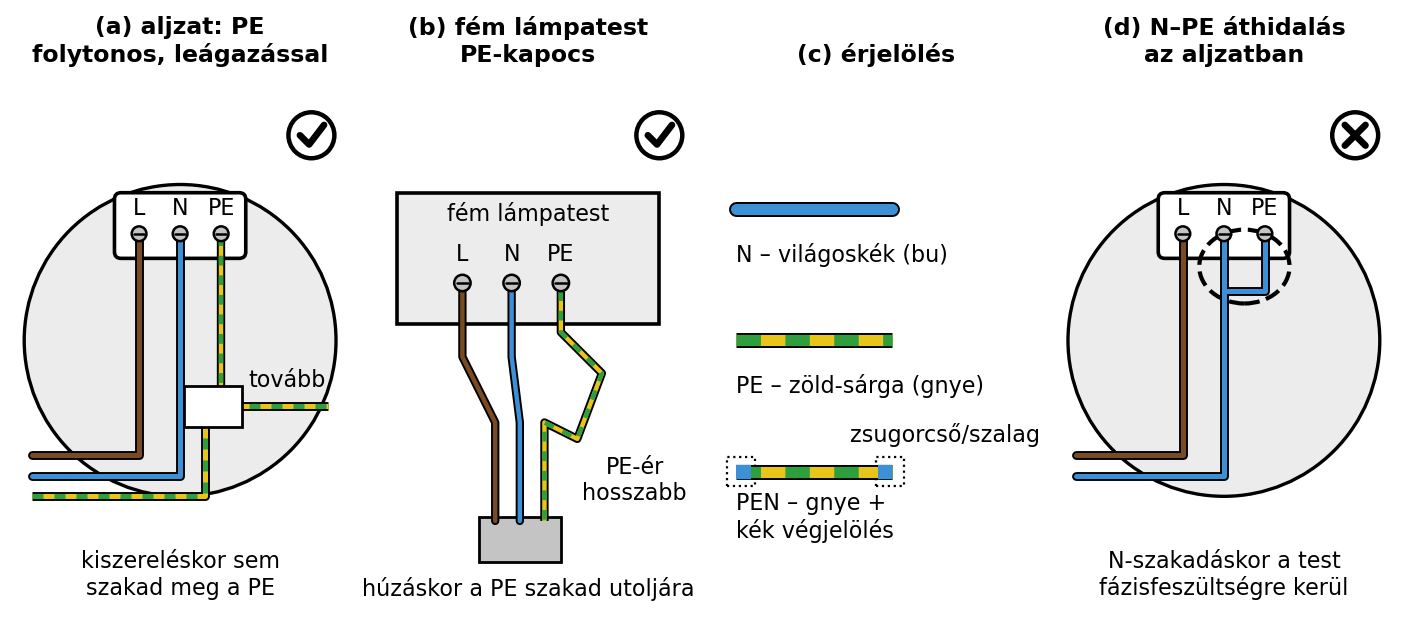 (a) aljzat: PE
folytonos, leágazással
L N PE
tovább
kiszereléskor sem
szakad meg a PE
(b) fém lámpatest
PE-kapocs
fém lámpatest
L N PE
PE-ér
hosszabb
húzáskor a PE szakad utoljára
(c) érjelölés
N – világoskék (bu)
PE – zöld-sárga (gnye)
zsugorcső/szalag
PEN – gnye +
kék végjelölés
(d) N–PE áthidalás
az aljzatban
L N PE
N-szakadáskor a test
fázisfeszültségre kerül